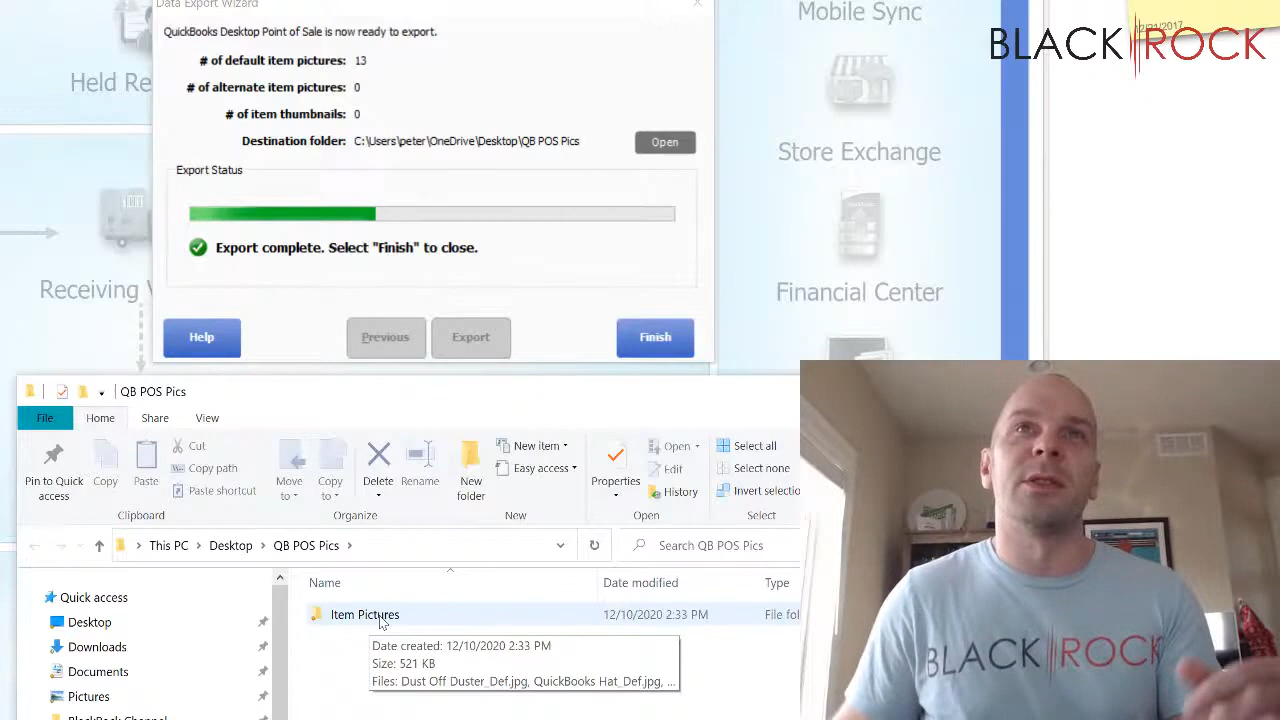 Data Export Wizard
QuickBooks Desktop Point of Sale is now ready to export.
# of default item pictures: 13
# of alternate item pictures: 0
# of item thumbnails: 0
Destination folder: C:\Users\peter\OneDrive\Desktop\QB POS Pics
Open
Export Status
Export complete. Select "Finish" to close.
Help
Previous
Export
Finish
Held Re
Receiving
Mobile Sync
Store Exchange
Financial Center
12/21/2017
BLACK ROCK
QB POS Pics
File
Home
Share
View
Pin to Quick access
Copy
Paste
Cut
Copy path
Paste shortcut
Clipboard
Move to
Copy to
Delete
Rename
Organize
New folder
New item
Easy access
New
Properties
Open
Edit
History
Open
Select all
Select none
Invert selectio
Select
This PC > Desktop > QB POS Pics >
Search QB POS Pics
Name
Date modified
Type
Quick access
Desktop
Downloads
Documents
Pictures
Item Pictures
12/10/2020 2:33 PM
File fol
Date created: 12/10/2020 2:33 PM
Size: 521 KB
Files: Dust Off Duster_Def.jpg, QuickBooks Hat_Def.jpg, ...
BLACK ROCK